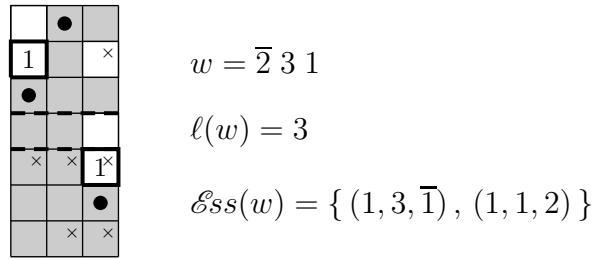 1
w = 2̅ 3 1
ℓ(w) = 3
1
ℰss(w) = { (1, 3, 1̅) , (1, 1, 2) }